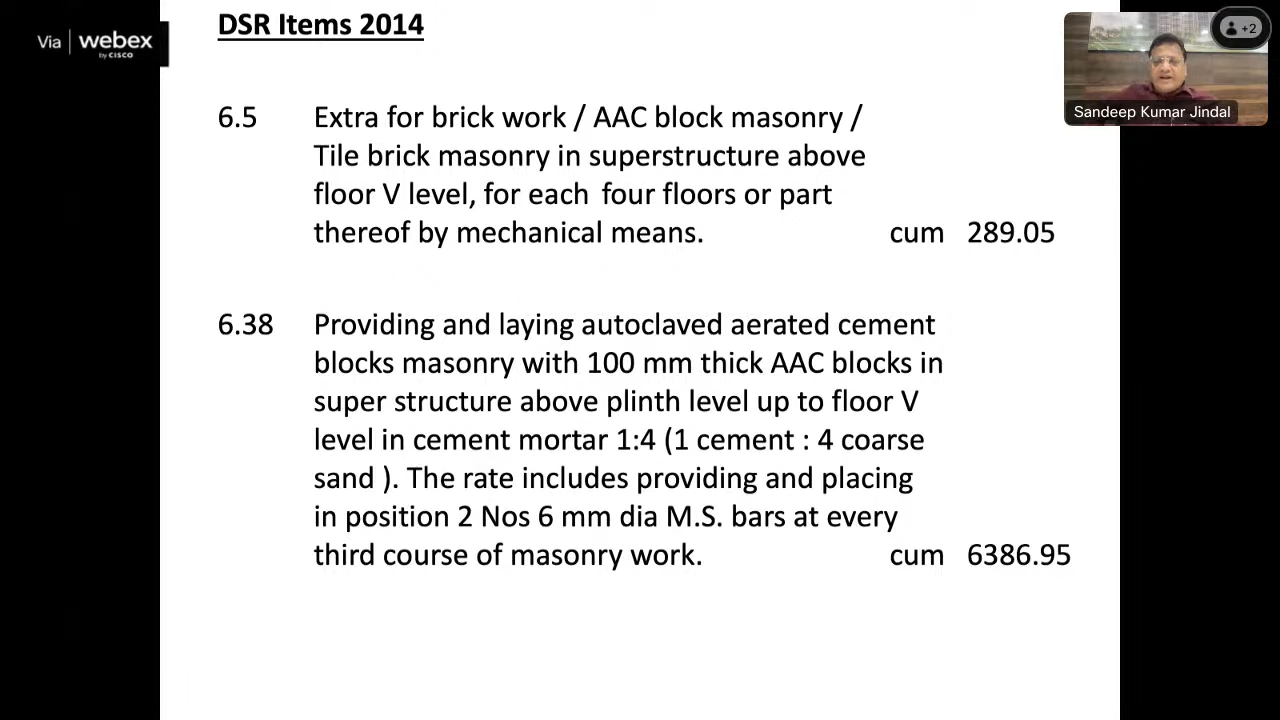 DSR Items 2014
Via webex
by CISCO
+2
Sandeep Kumar Jindal
6.5 Extra for brick work / AAC block masonry /
Tile brick masonry in superstructure above
floor V level, for each four floors or part
thereof by mechanical means. cum 289.05
6.38 Providing and laying autoclaved aerated cement
blocks masonry with 100 mm thick AAC blocks in
super structure above plinth level up to floor V
level in cement mortar 1:4 (1 cement : 4 coarse
sand ). The rate includes providing and placing
in position 2 Nos 6 mm dia M.S. bars at every
third course of masonry work. cum 6386.95